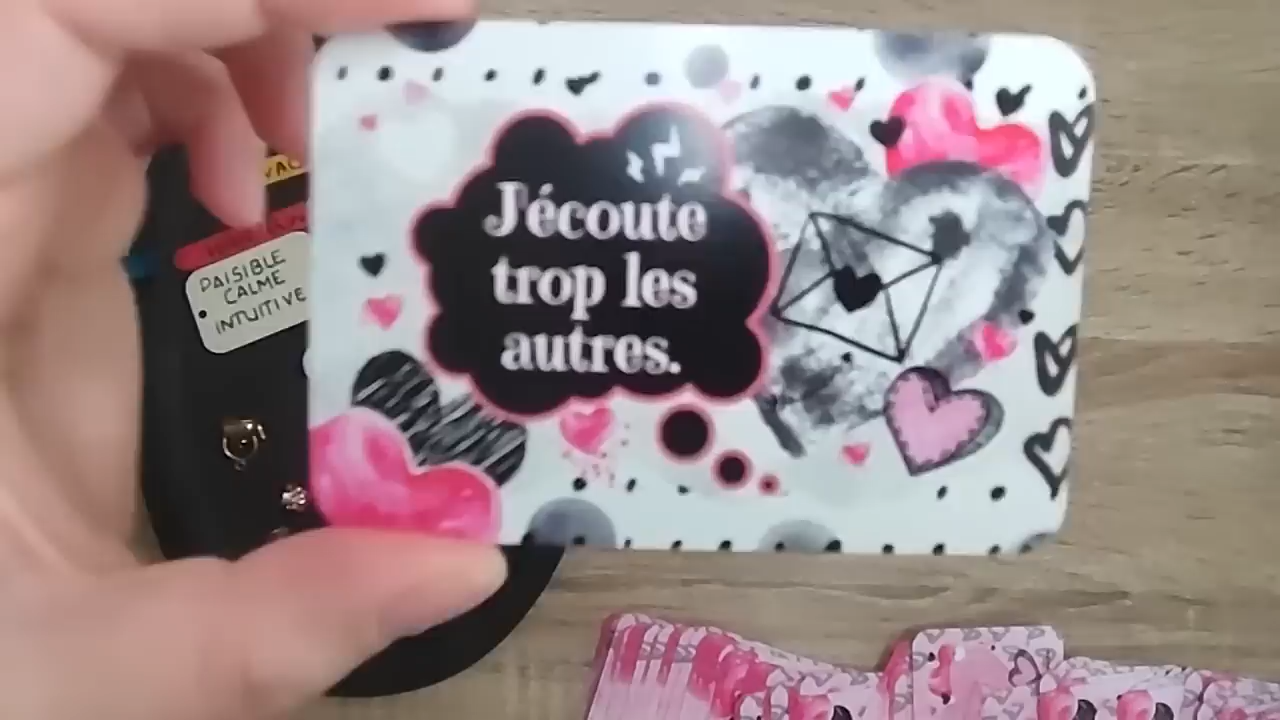 J'écoute
trop les
autres.
PAISIBLE
CALME
INTUITIVE